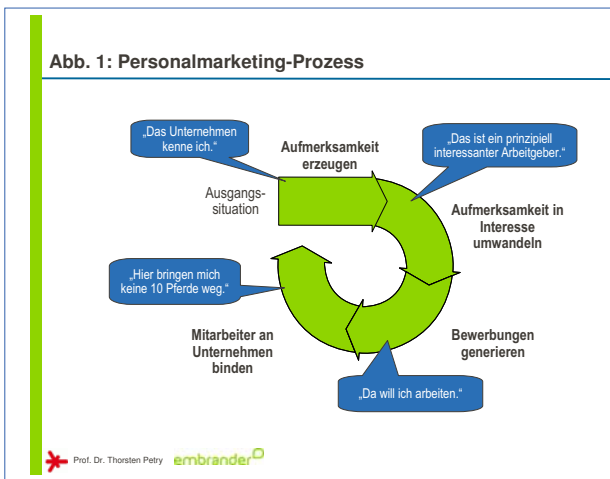 Abb. 1: Personalmarketing-Prozess
„Das Unternehmen
kenne ich.“
Aufmerksamkeit
erzeugen
„Das ist ein prinzipiell
interessanter Arbeitgeber.“
Ausgangs-
situation
Aufmerksamkeit in
Interesse
umwandeln
„Hier bringen mich
keine 10 Pferde weg.“
Mitarbeiter an
Unternehmen
binden
Bewerbungen
generieren
„Da will ich arbeiten.“
Prof. Dr. Thorsten Petry embrander